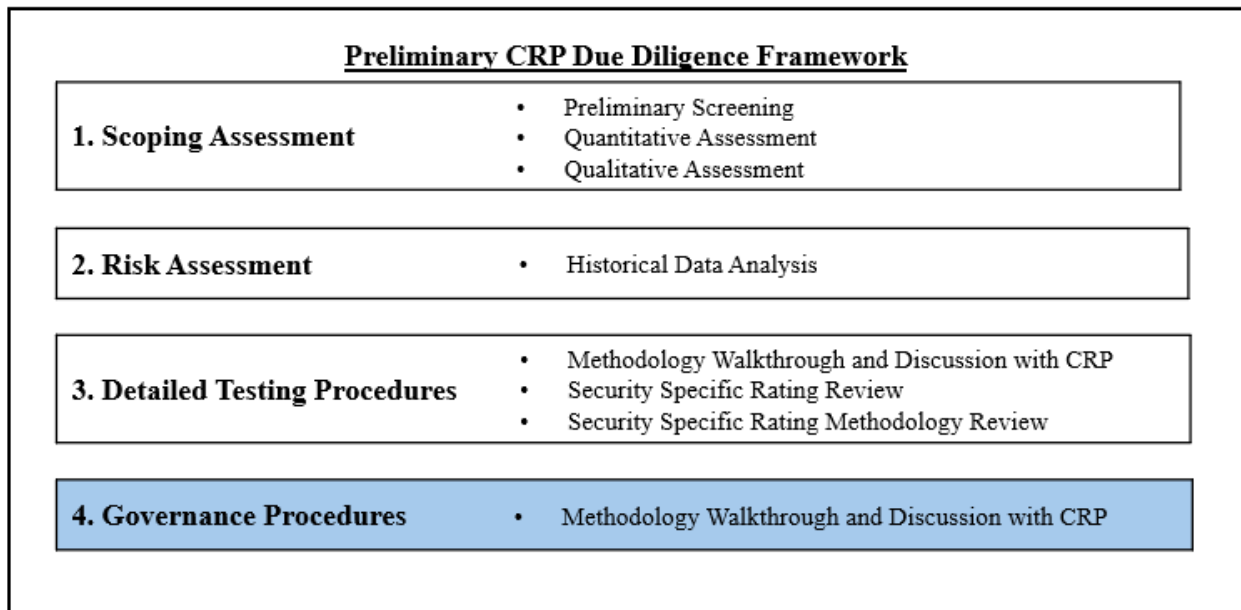 Preliminary CRP Due Diligence Framework
1. Scoping Assessment
• Preliminary Screening
• Quantitative Assessment
• Qualitative Assessment
2. Risk Assessment
• Historical Data Analysis
3. Detailed Testing Procedures
• Methodology Walkthrough and Discussion with CRP
• Security Specific Rating Review
• Security Specific Rating Methodology Review
4. Governance Procedures
• Methodology Walkthrough and Discussion with CRP